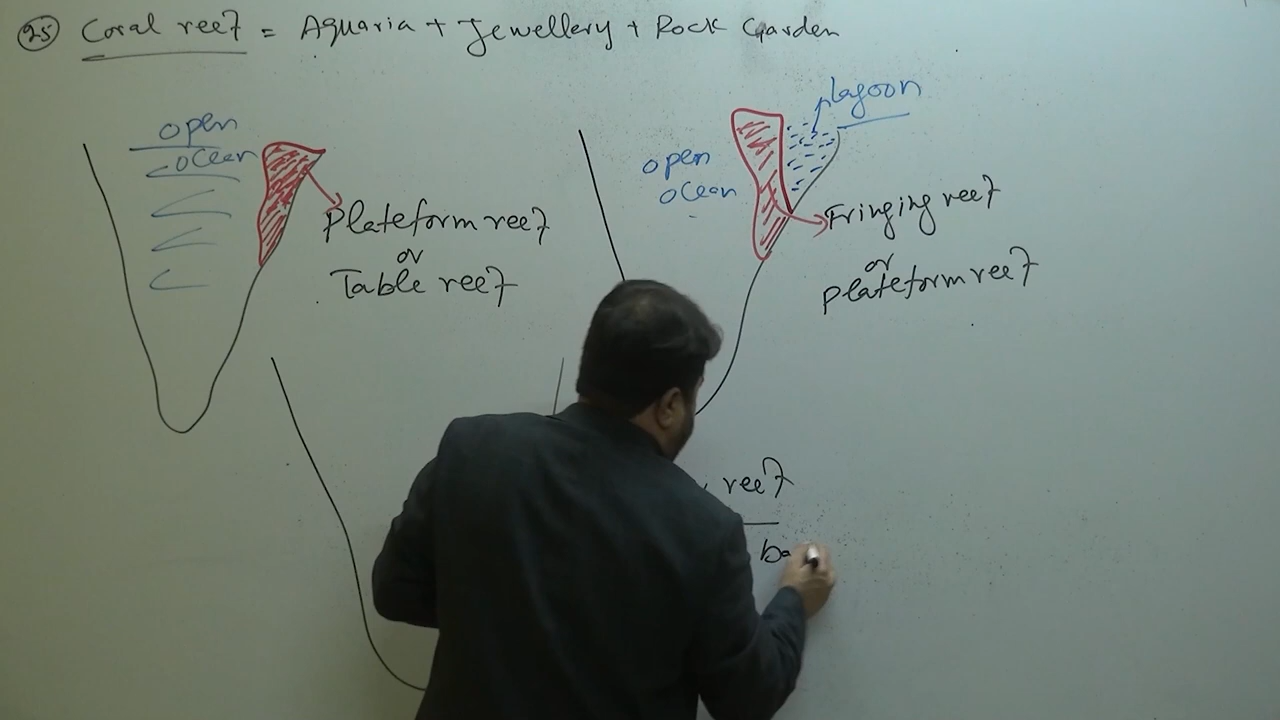 25 Coral reef = Aquaria + Jewellery + Rock Garden
open
ocean
Plateform reef
or
Table reef
open
ocean
lagoon
Fringing reef
or
plateform reef
reef
ba